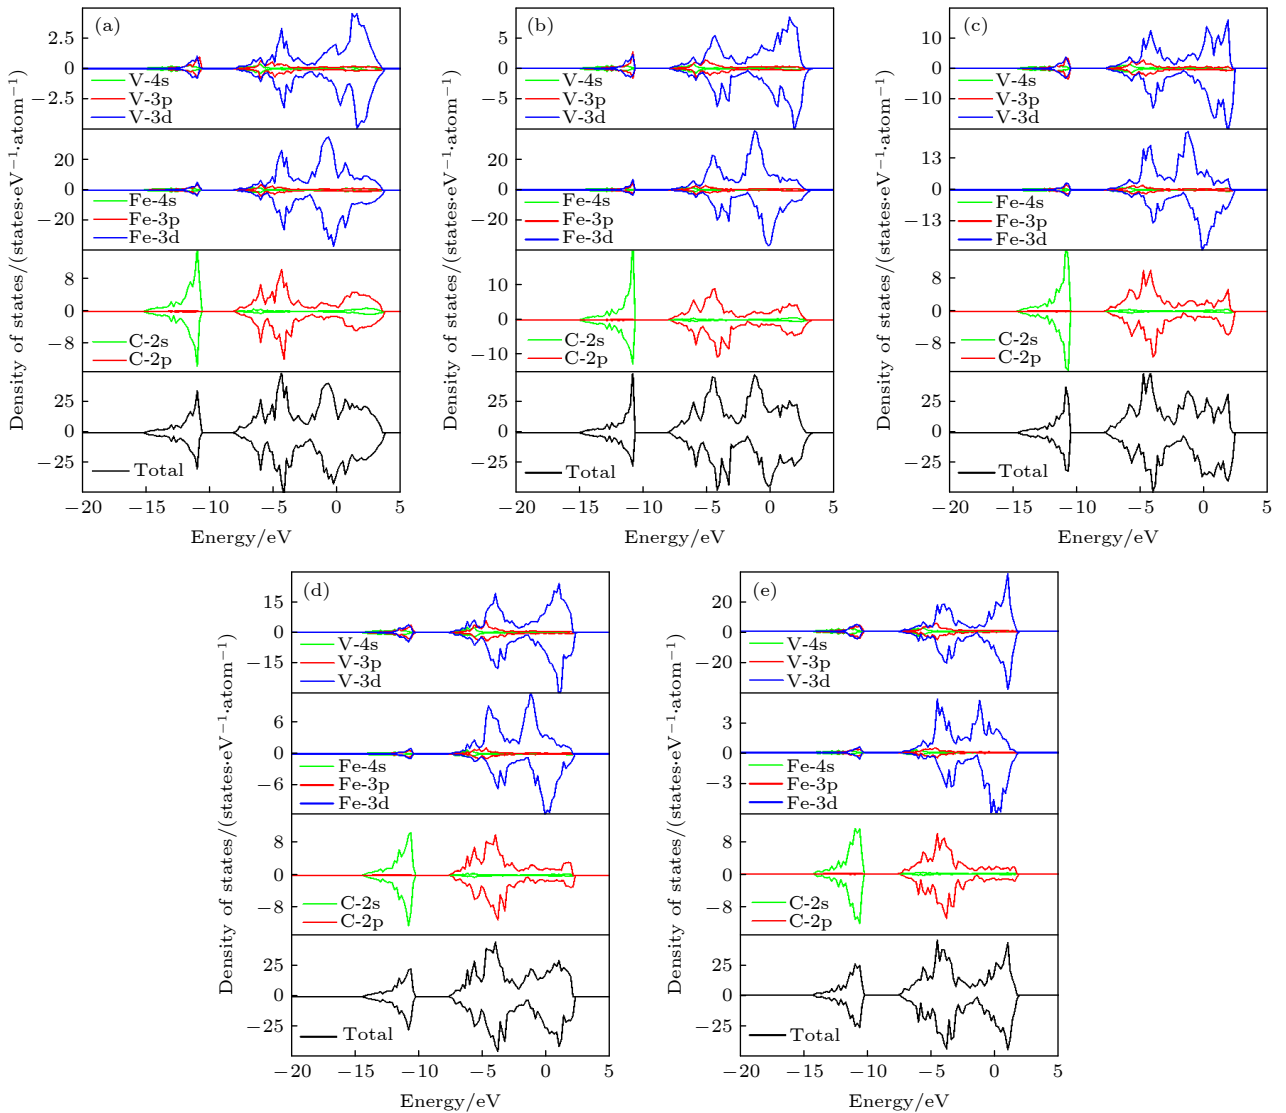 (a)
2.5
0
−2.5
V-4s
V-3p
V-3d
20
0
−20
Fe-4s
Fe-3p
Fe-3d
8
0
−8
C-2s
C-2p
25
0
−25
Total
−20 −15 −10 −5 0 5
Energy/eV
Density of states/(states·eV⁻¹·atom⁻¹)
(b)
5
0
−5
V-4s
V-3p
V-3d
20
0
−20
Fe-4s
Fe-3p
Fe-3d
10
0
−10
C-2s
C-2p
25
0
−25
Total
−20 −15 −10 −5 0 5
Energy/eV
Density of states/(states·eV⁻¹·atom⁻¹)
(c)
10
0
−10
V-4s
V-3p
V-3d
13
0
−13
Fe-4s
Fe-3p
Fe-3d
8
0
−8
C-2s
C-2p
25
0
−25
Total
−20 −15 −10 −5 0 5
Energy/eV
Density of states/(states·eV⁻¹·atom⁻¹)
(d)
15
0
−15
V-4s
V-3p
V-3d
6
0
−6
Fe-4s
Fe-3p
Fe-3d
8
0
−8
C-2s
C-2p
25
0
−25
Total
−20 −15 −10 −5 0 5
Energy/eV
Density of states/(states·eV⁻¹·atom⁻¹)
(e)
20
0
−20
V-4s
V-3p
V-3d
3
0
−3
Fe-4s
Fe-3p
Fe-3d
8
0
−8
C-2s
C-2p
25
0
−25
Total
−20 −15 −10 −5 0 5
Energy/eV
Density of states/(states·eV⁻¹·atom⁻¹)